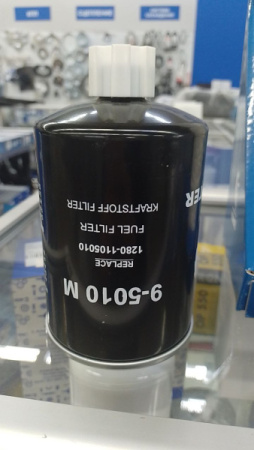 9-5010 M
REPLACE
1280-1105010
FUEL FILTER
KRAFTSTOFF FILTER